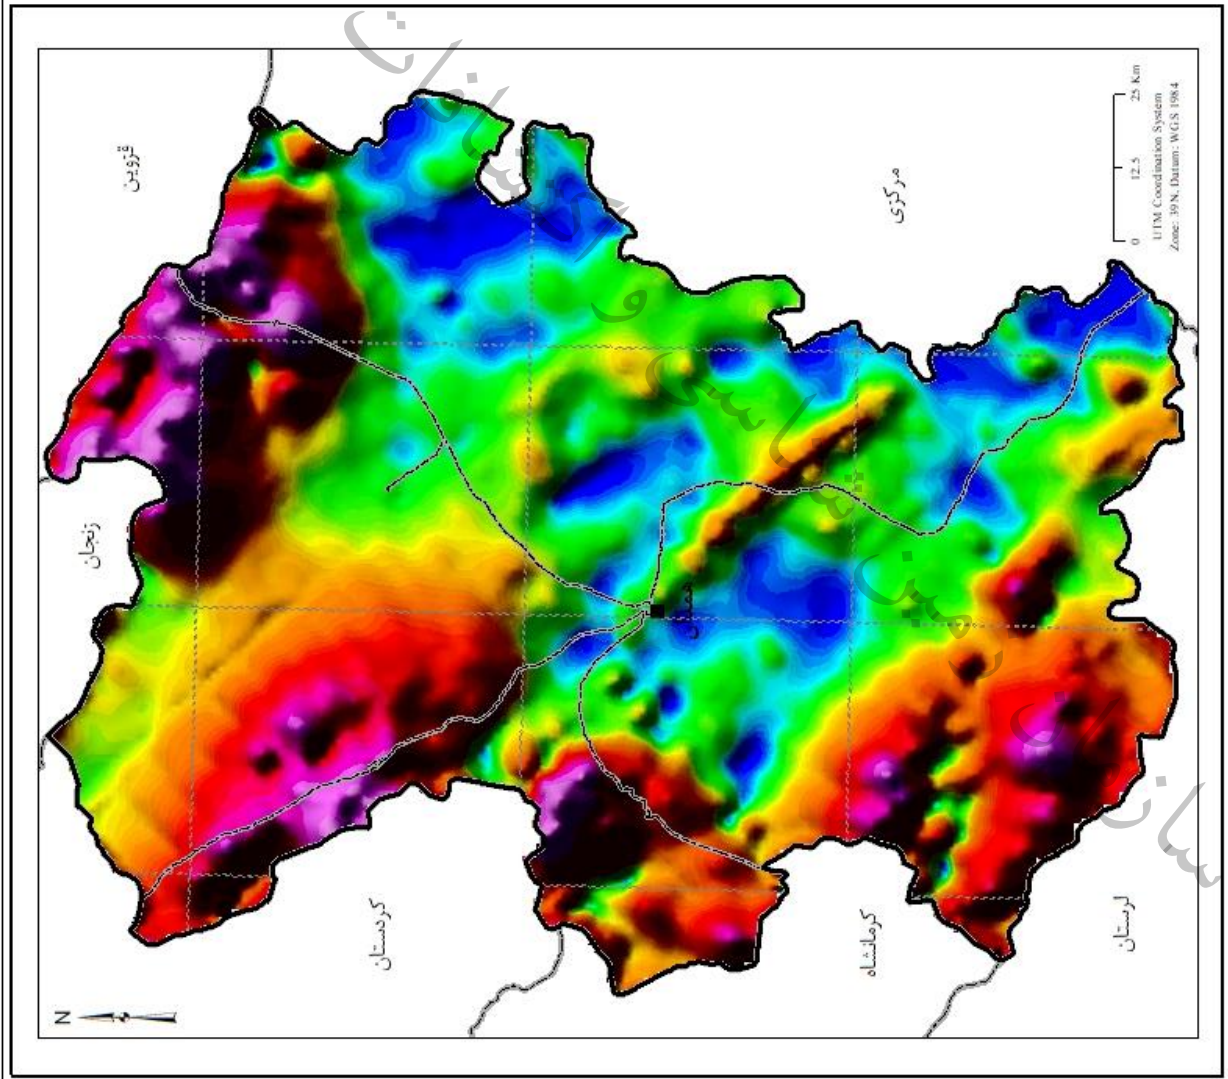 قزوین
زنجان
مرکزی
همدان
کردستان
کرمانشاه
لرستان
N
0 12.5 25 Km
UTM Coordination System
Zone: 39N, Datum: WGS 1984